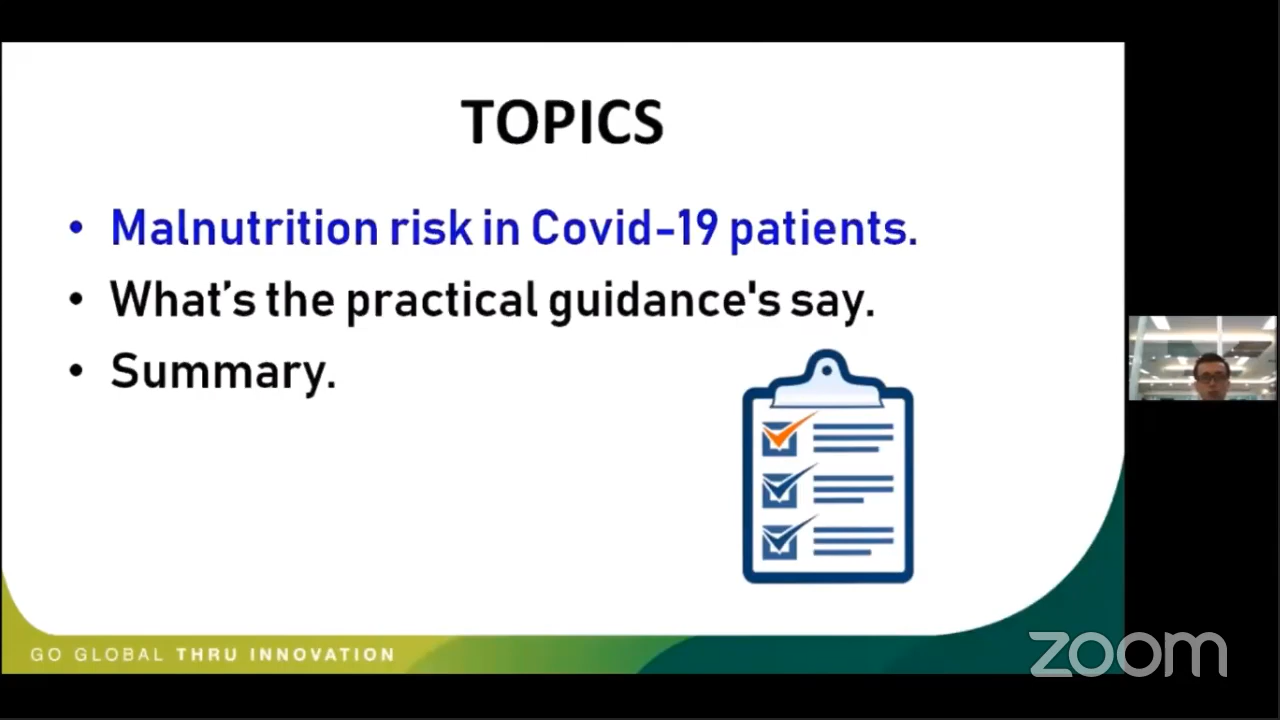 TOPICS
• Malnutrition risk in Covid-19 patients.
• What’s the practical guidance's say.
• Summary.
GO GLOBAL THRU INNOVATION
zoom